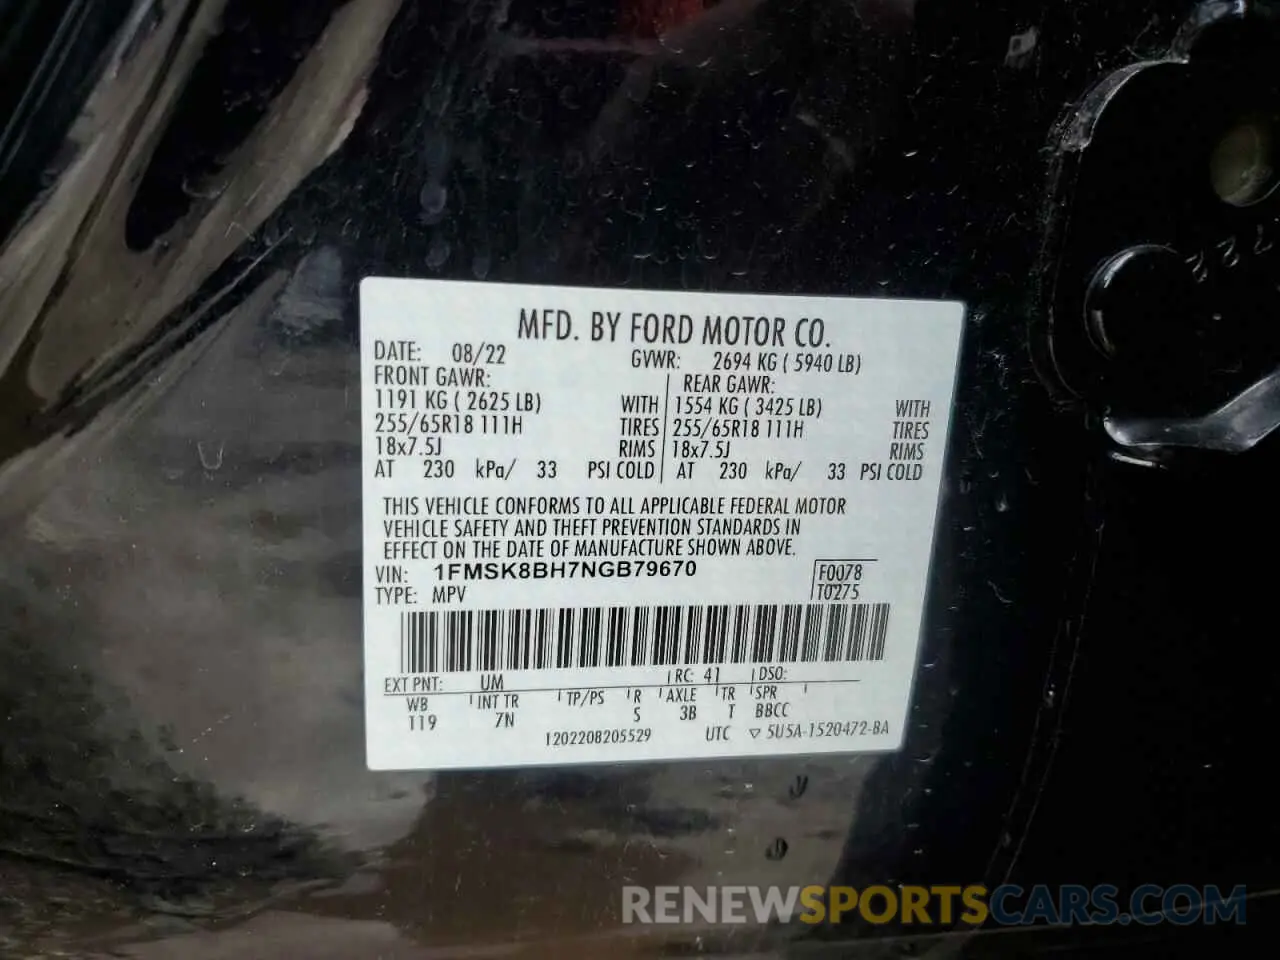 MFD. BY FORD MOTOR CO.
DATE: 08/22 GVWR: 2694 KG ( 5940 LB)
FRONT GAWR: REAR GAWR:
1191 KG ( 2625 LB) WITH 1554 KG ( 3425 LB) WITH
255/65R18 111H TIRES 255/65R18 111H TIRES
18x7.5J RIMS 18x7.5J RIMS
AT 230 kPa/ 33 PSI COLD AT 230 kPa/ 33 PSI COLD
THIS VEHICLE CONFORMS TO ALL APPLICABLE FEDERAL MOTOR
VEHICLE SAFETY AND THEFT PREVENTION STANDARDS IN
EFFECT ON THE DATE OF MANUFACTURE SHOWN ABOVE.
VIN: 1FMSK8BH7NGB79670 F0078
TYPE: MPV T0275
EXT PNT: UM RC: 41 DSO:
WB INT TR TP/PS R AXLE TR SPR
119 7N S 3B T BBCC
1202208205529 UTC ▽ 5U5A-1520472-BA
722
RENEWSPORTSCARS.COM